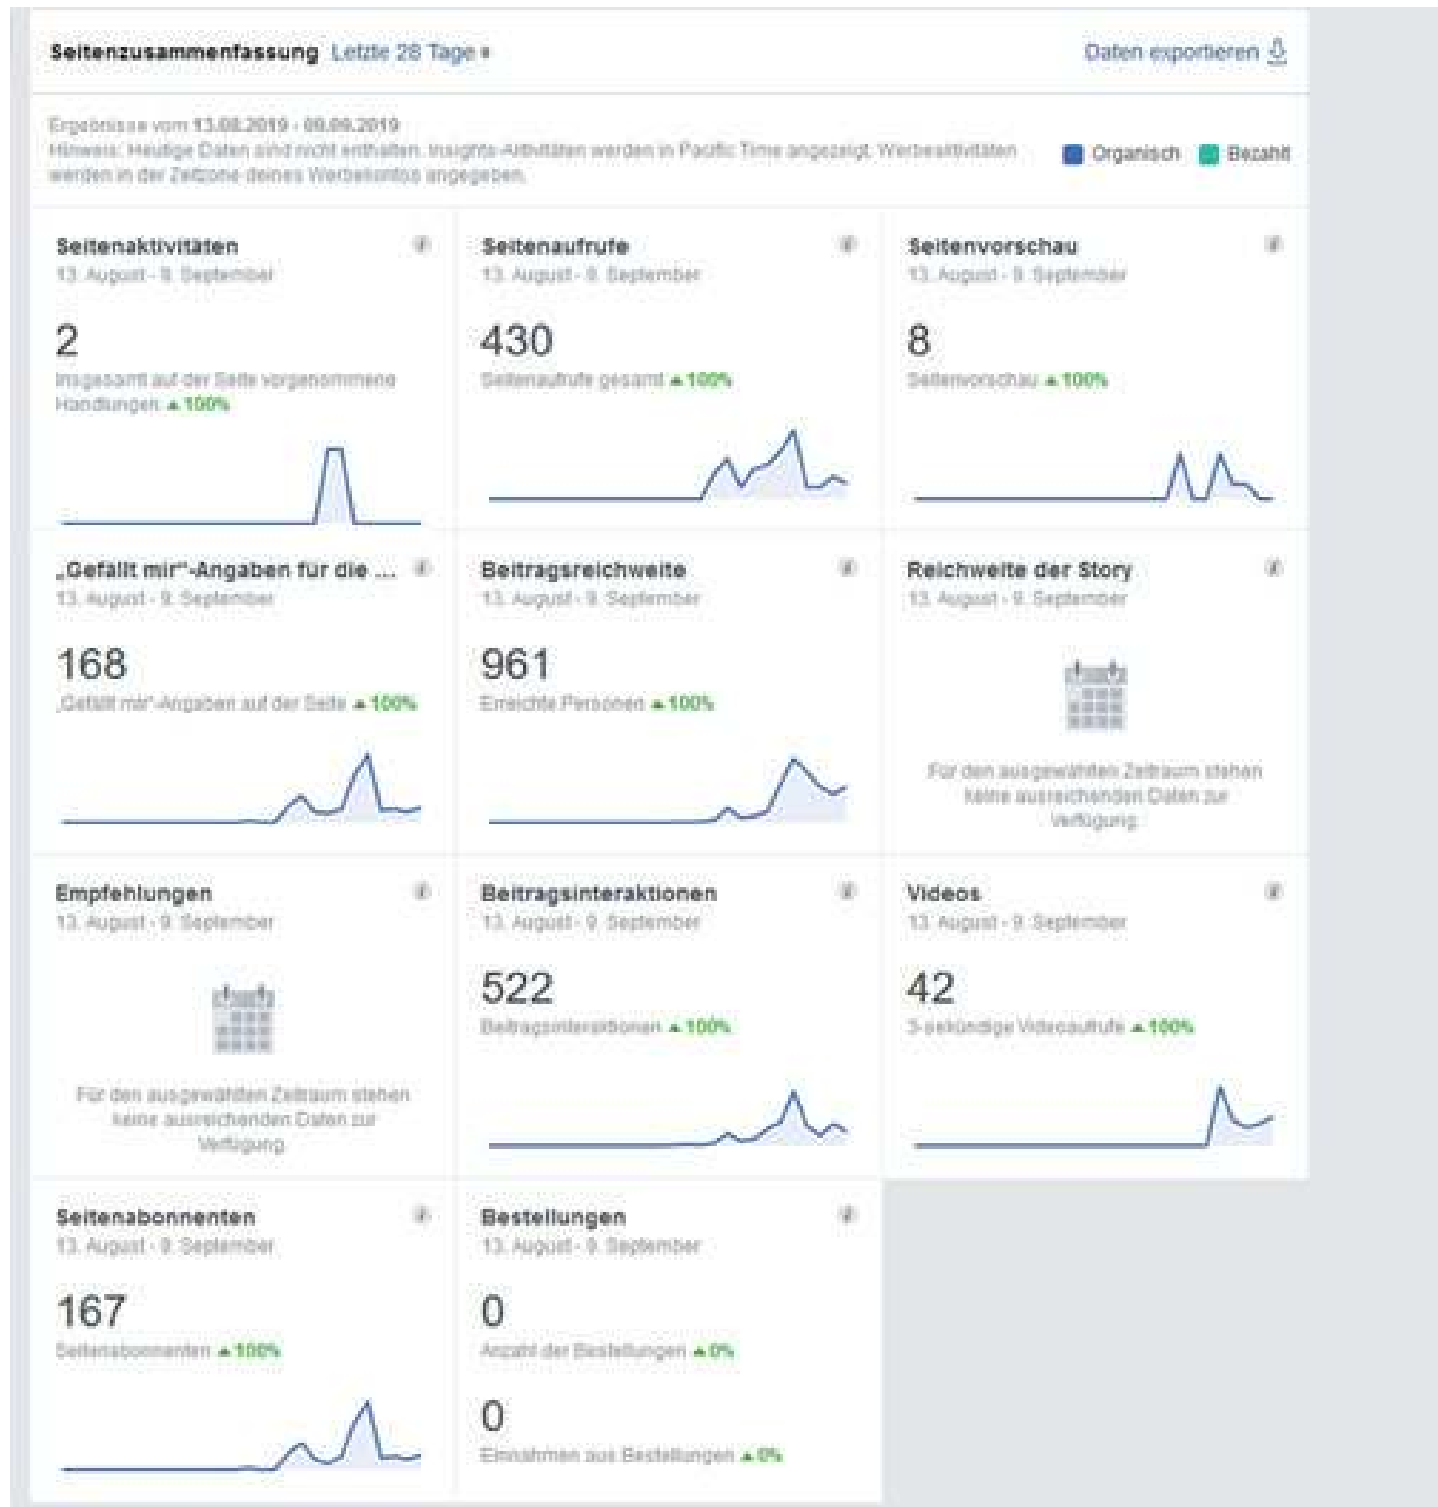 Seitenzusammenfassung Letzte 28 Tage
Daten exportieren
Ergebnisse vom 13.08.2019 - 09.09.2019
Hinweis: Heutige Daten sind nicht enthalten. Insights-Aktivitäten werden in Pacific Time angezeigt. Werbeaktivitäten
werden in der Zeitzone deines Werbekontos angegeben.
Organisch Bezahlt
Seitenaktivitäten
13. August - 9. September
2
Insgesamt auf der Seite vorgenommene
Handlungen ▲ 100%
Seitenaufrufe
13. August - 9. September
430
Seitenaufrufe gesamt ▲ 100%
Seitenvorschau
13. August - 9. September
8
Seitenvorschau ▲ 100%
„Gefällt mir“-Angaben für die ...
13. August - 9. September
168
„Gefällt mir“-Angaben auf der Seite ▲ 100%
Beitragsreichweite
13. August - 9. September
961
Erreichte Personen ▲ 100%
Reichweite der Story
13. August - 9. September
Für den ausgewählten Zeitraum stehen
keine ausreichenden Daten zur
Verfügung.
Empfehlungen
13. August - 9. September
Für den ausgewählten Zeitraum stehen
keine ausreichenden Daten zur
Verfügung.
Beitragsinteraktionen
13. August - 9. September
522
Beitragsinteraktionen ▲ 100%
Videos
13. August - 9. September
42
3-sekündige Videoaufrufe ▲ 100%
Seitenabonnenten
13. August - 9. September
167
Seitenabonnenten ▲ 100%
Bestellungen
13. August - 9. September
0
Anzahl der Bestellungen ▲ 0%
0
Einnahmen aus Bestellungen ▲ 0%